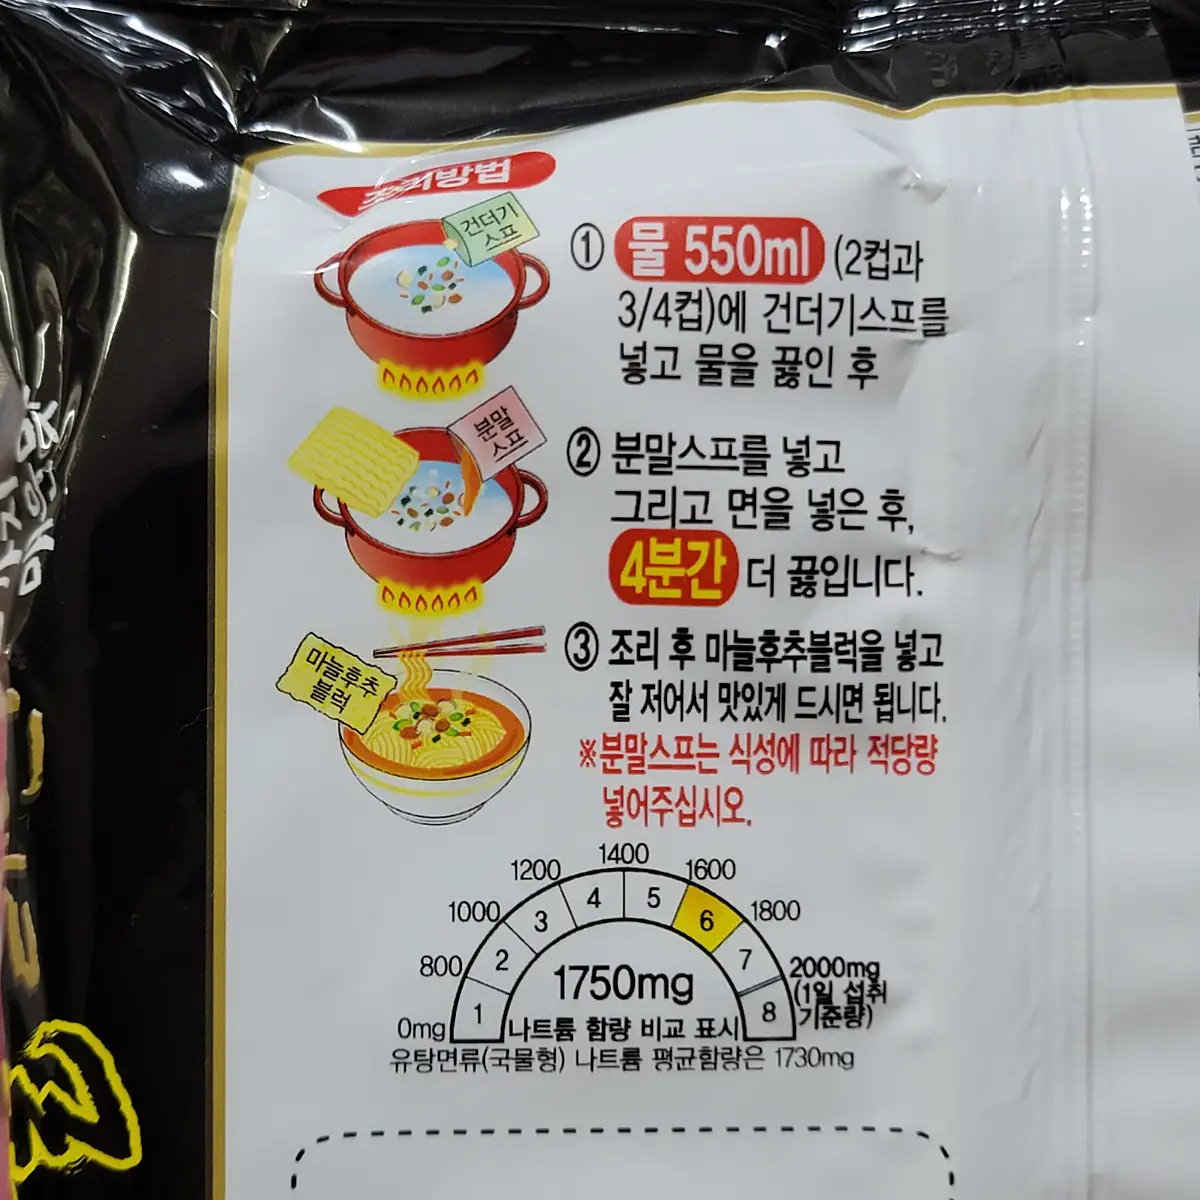 조리방법
건더기
스프
① 물 550ml (2컵과
3/4컵)에 건더기스프를
넣고 물을 끓인 후
분말
스프
② 분말스프를 넣고
그리고 면을 넣은 후,
4분간 더 끓입니다.
마늘후추
블럭
③ 조리 후 마늘후추블럭을 넣고
잘 저어서 맛있게 드시면 됩니다.
※분말스프는 식성에 따라 적당량
넣어주십시오.
0mg 800 1000 1200 1400 1600 1800 2000mg
(1일 섭취
기준량)
1 2 3 4 5 6 7 8
1750mg
나트륨 함량 비교 표시
유탕면류(국물형) 나트륨 평균함량은 1730mg